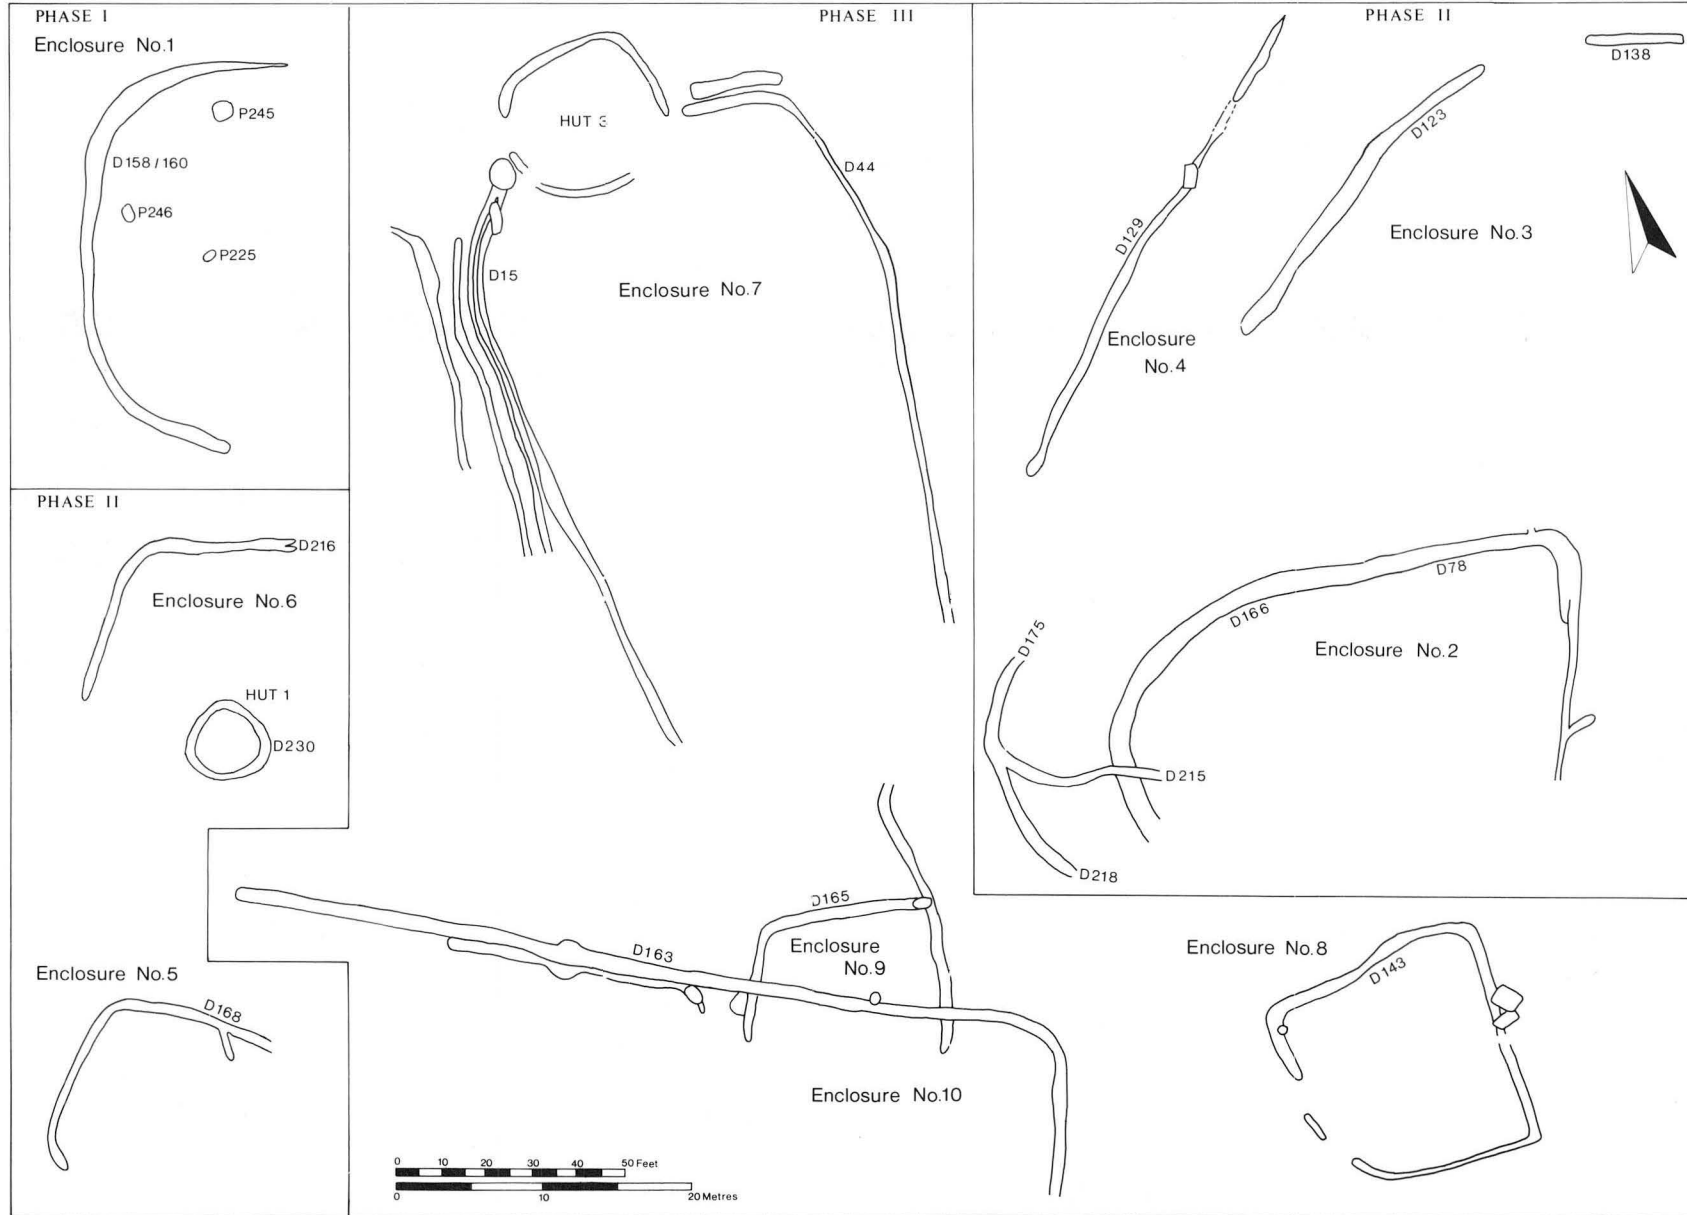 PHASE I
Enclosure No.1
P245
D158/160
P246
P225
PHASE II
D216
Enclosure No.6
HUT 1
D230
Enclosure No.5
D168
PHASE III
HUT 3
D44
D15
Enclosure No.7
D163
D165
Enclosure
No.9
Enclosure No.10
Enclosure No.8
D143
0 10 20 30 40 50 Feet
0 10 20 Metres
PHASE II
D138
D123
Enclosure No.3
D129
Enclosure
No.4
D78
D166
Enclosure No.2
D175
D215
D218